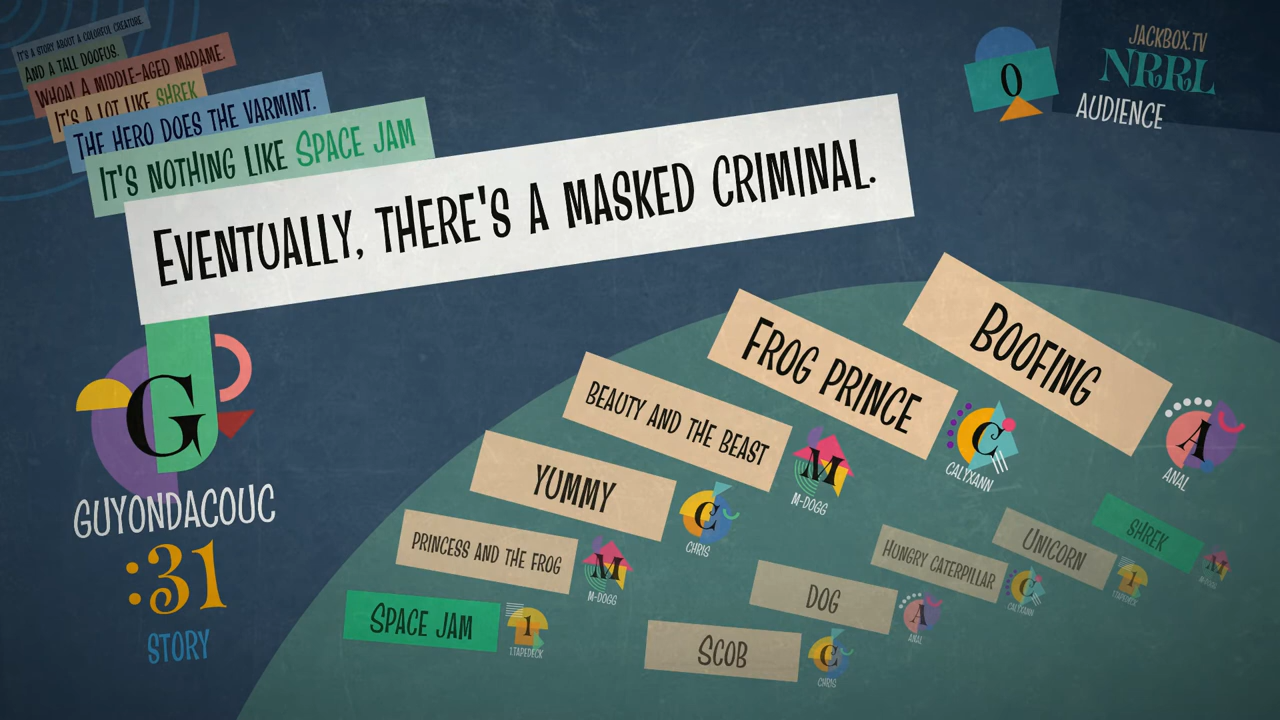 IT'S A STORY ABOUT A COLORFUL CREATURE.
AND A TALL DOOFUS.
WHOA! A MIDDLE-AGED MADAME.
IT'S A LOT LIKE SHREK
THE HERO DOES THE VARMINT.
IT'S NOTHING LIKE SPACE JAM
EVENTUALLY, THERE'S A MASKED CRIMINAL.
0
JACKBOX.TV
NRRL
AUDIENCE
G
GUYONDACOUC
:31
STORY
BOOFING
A
ANAL
FROG PRINCE
C
CALYXANN
BEAUTY AND THE BEAST
M
M-DOGG
YUMMY
C
CHRIS
PRINCESS AND THE FROG
M
M-DOGG
SPACE JAM
1
1TAPEDECK
SHREK
M
M-DOGG
UNICORN
1
1TAPEDECK
HUNGRY CATERPILLAR
C
CALYXANN
DOG
A
ANAL
SCOB
C
CHRIS